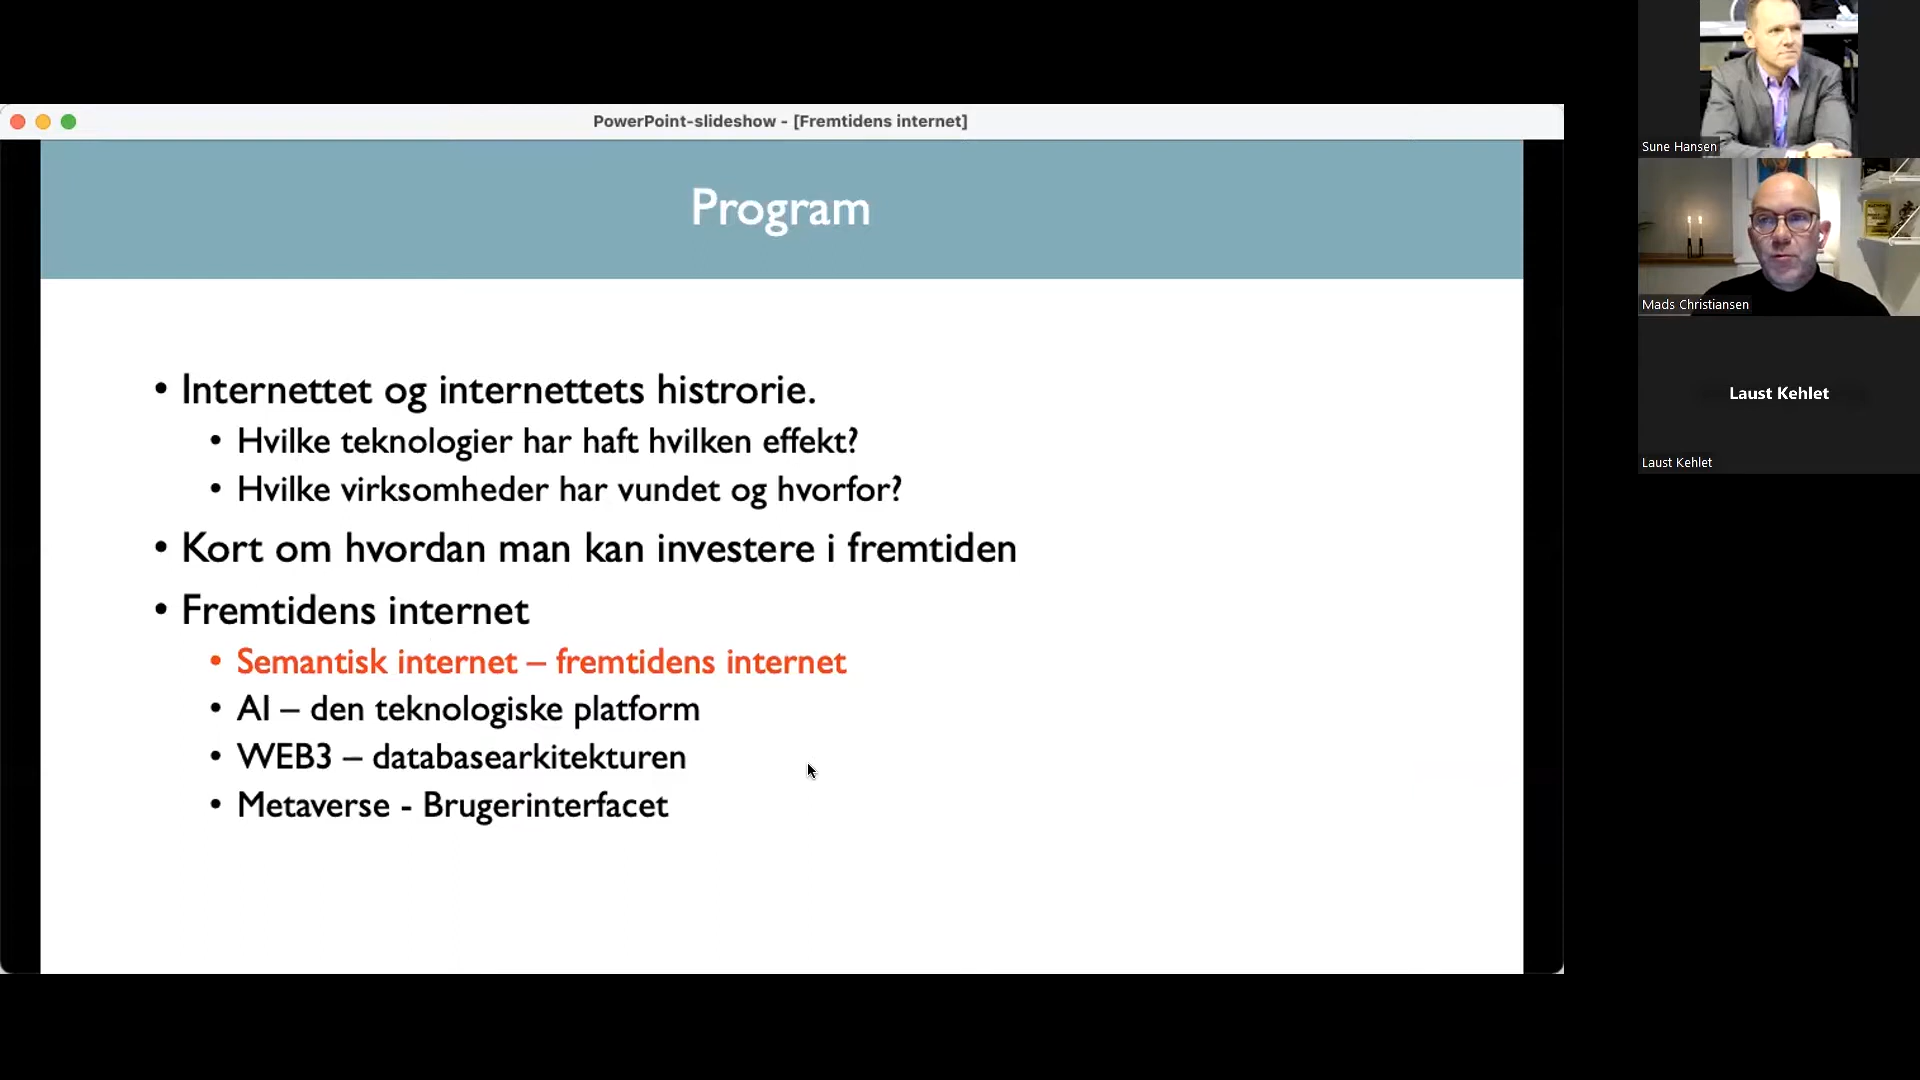 PowerPoint-slideshow - [Fremtidens internet]
Program
• Internettet og internettets histrorie.
• Hvilke teknologier har haft hvilken effekt?
• Hvilke virksomheder har vundet og hvorfor?
• Kort om hvordan man kan investere i fremtiden
• Fremtidens internet
• Semantisk internet – fremtidens internet
• AI – den teknologiske platform
• WEB3 – databasearkitekturen
• Metaverse - Brugerinterfacet
Sune Hansen
Mads Christiansen
Laust Kehlet
Laust Kehlet